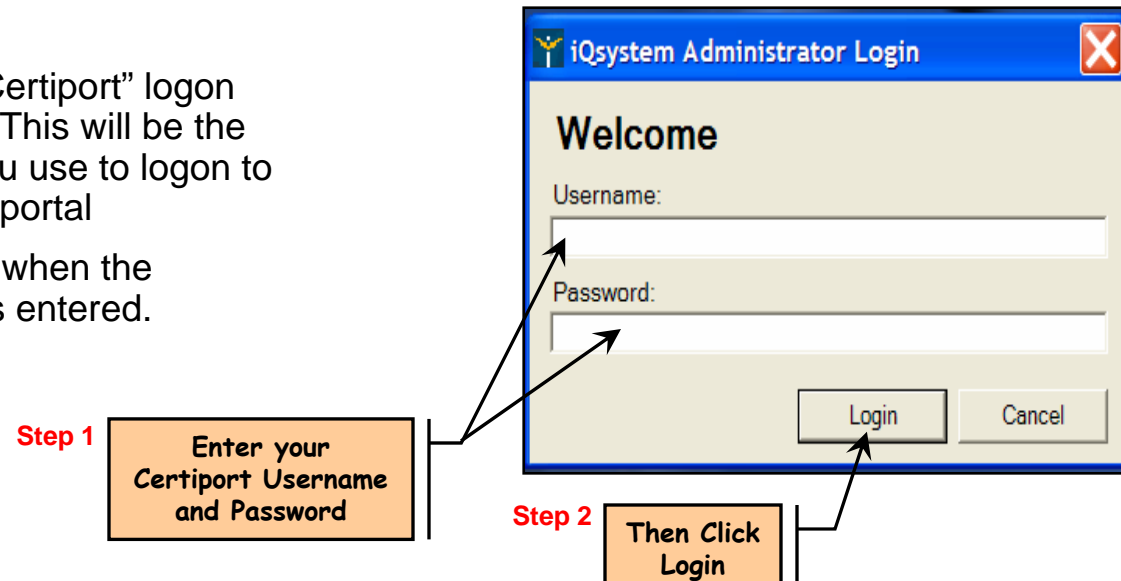 Certiport” logon
This will be the
u use to logon to
portal
when the
s entered.
iQsystem Administrator Login
Welcome
Username:
Password:
Login
Cancel
Step 1
Enter your
Certiport Username
and Password
Step 2
Then Click
Login